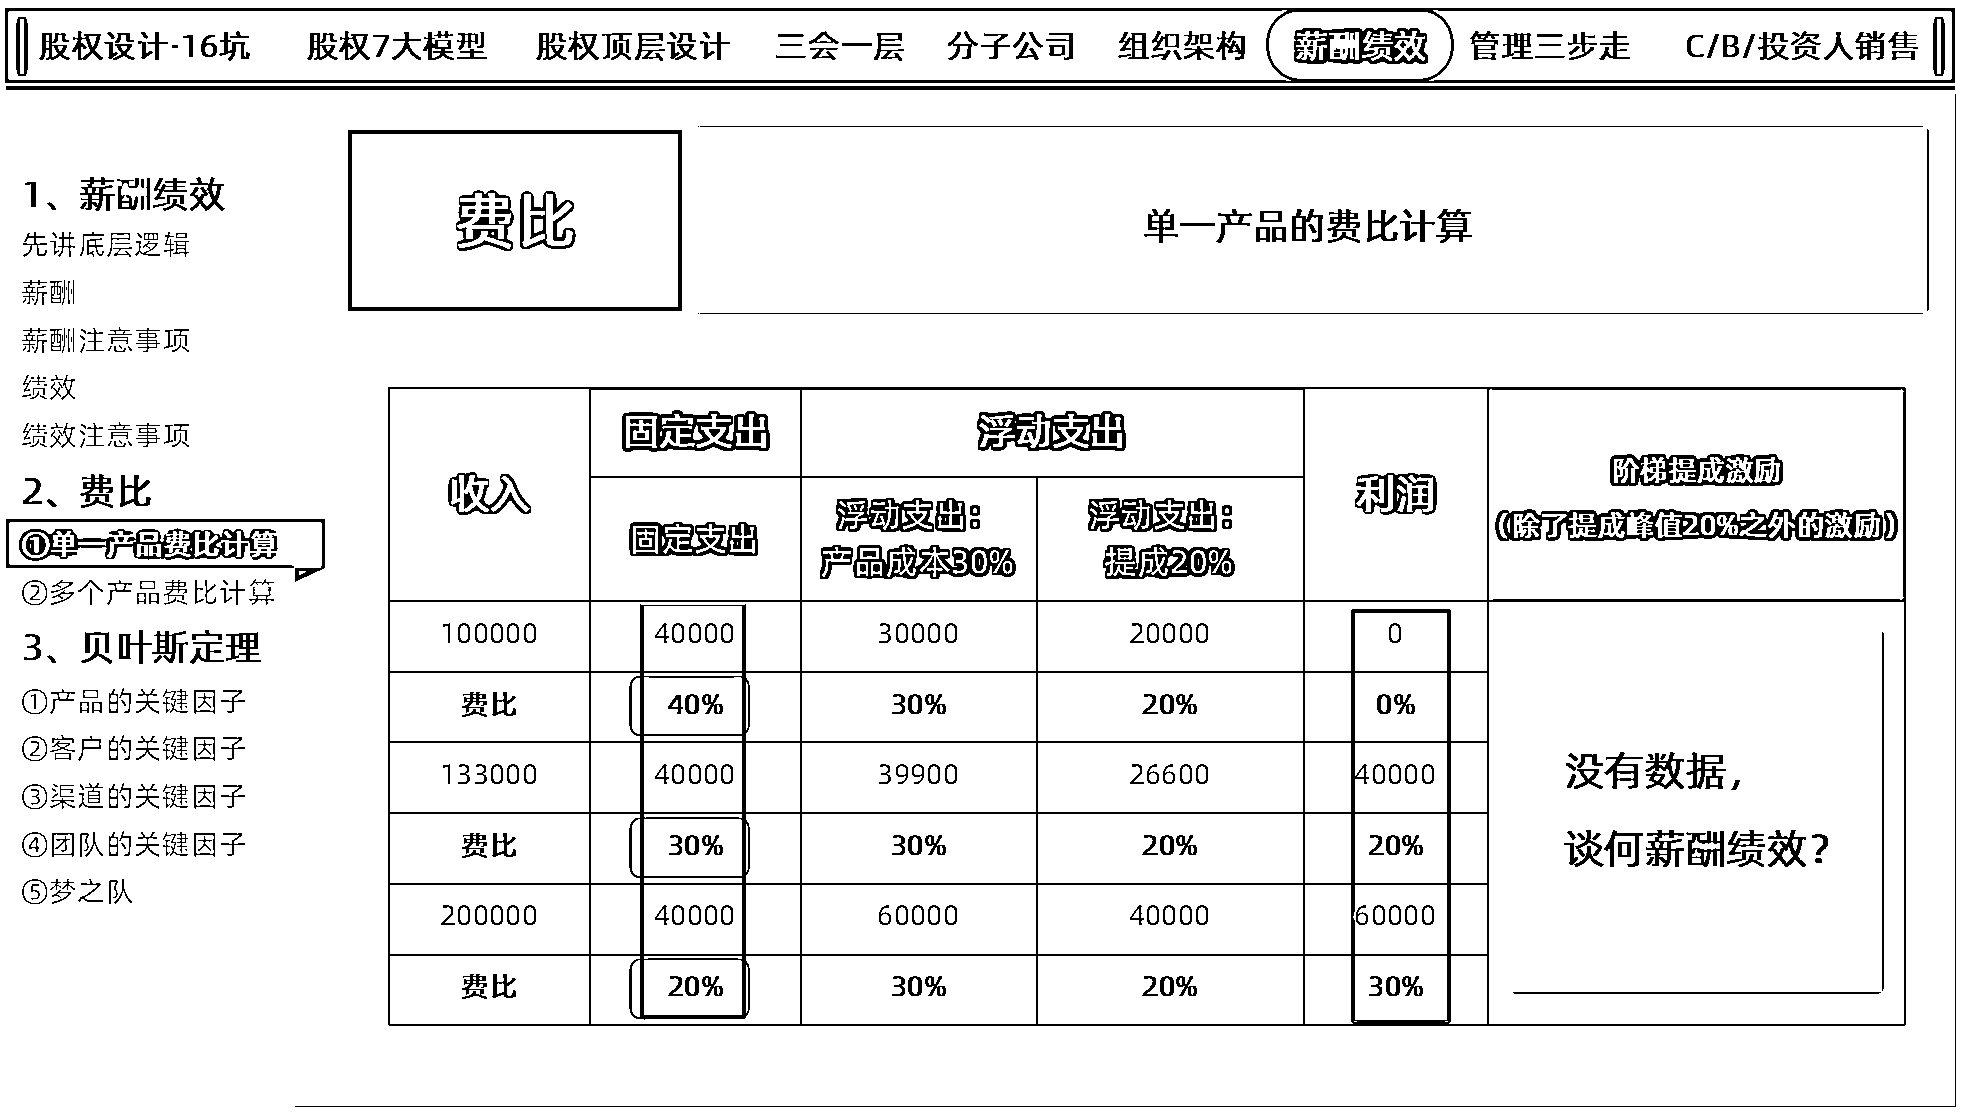 股权设计-16坑 股权7大模型 股权顶层设计 三会一层 分子公司 组织架构 薪酬绩效 管理三步走 C/B/投资人销售
1、薪酬绩效
先讲底层逻辑
薪酬
薪酬注意事项
绩效
绩效注意事项
2、费比
①单一产品费比计算
②多个产品费比计算
3、贝叶斯定理
①产品的关键因子
②客户的关键因子
③渠道的关键因子
④团队的关键因子
⑤梦之队
费比
单一产品的费比计算
收入 固定支出 浮动支出 利润 阶梯提成激励
(除了提成峰值20%之外的激励)
固定支出 浮动支出:
产品成本30% 浮动支出:
提成20%
100000 40000 30000 20000 0
费比 40% 30% 20% 0%
133000 40000 39900 26600 40000
费比 30% 30% 20% 20%
200000 40000 60000 40000 60000
费比 20% 30% 20% 30%
没有数据,
谈何薪酬绩效?